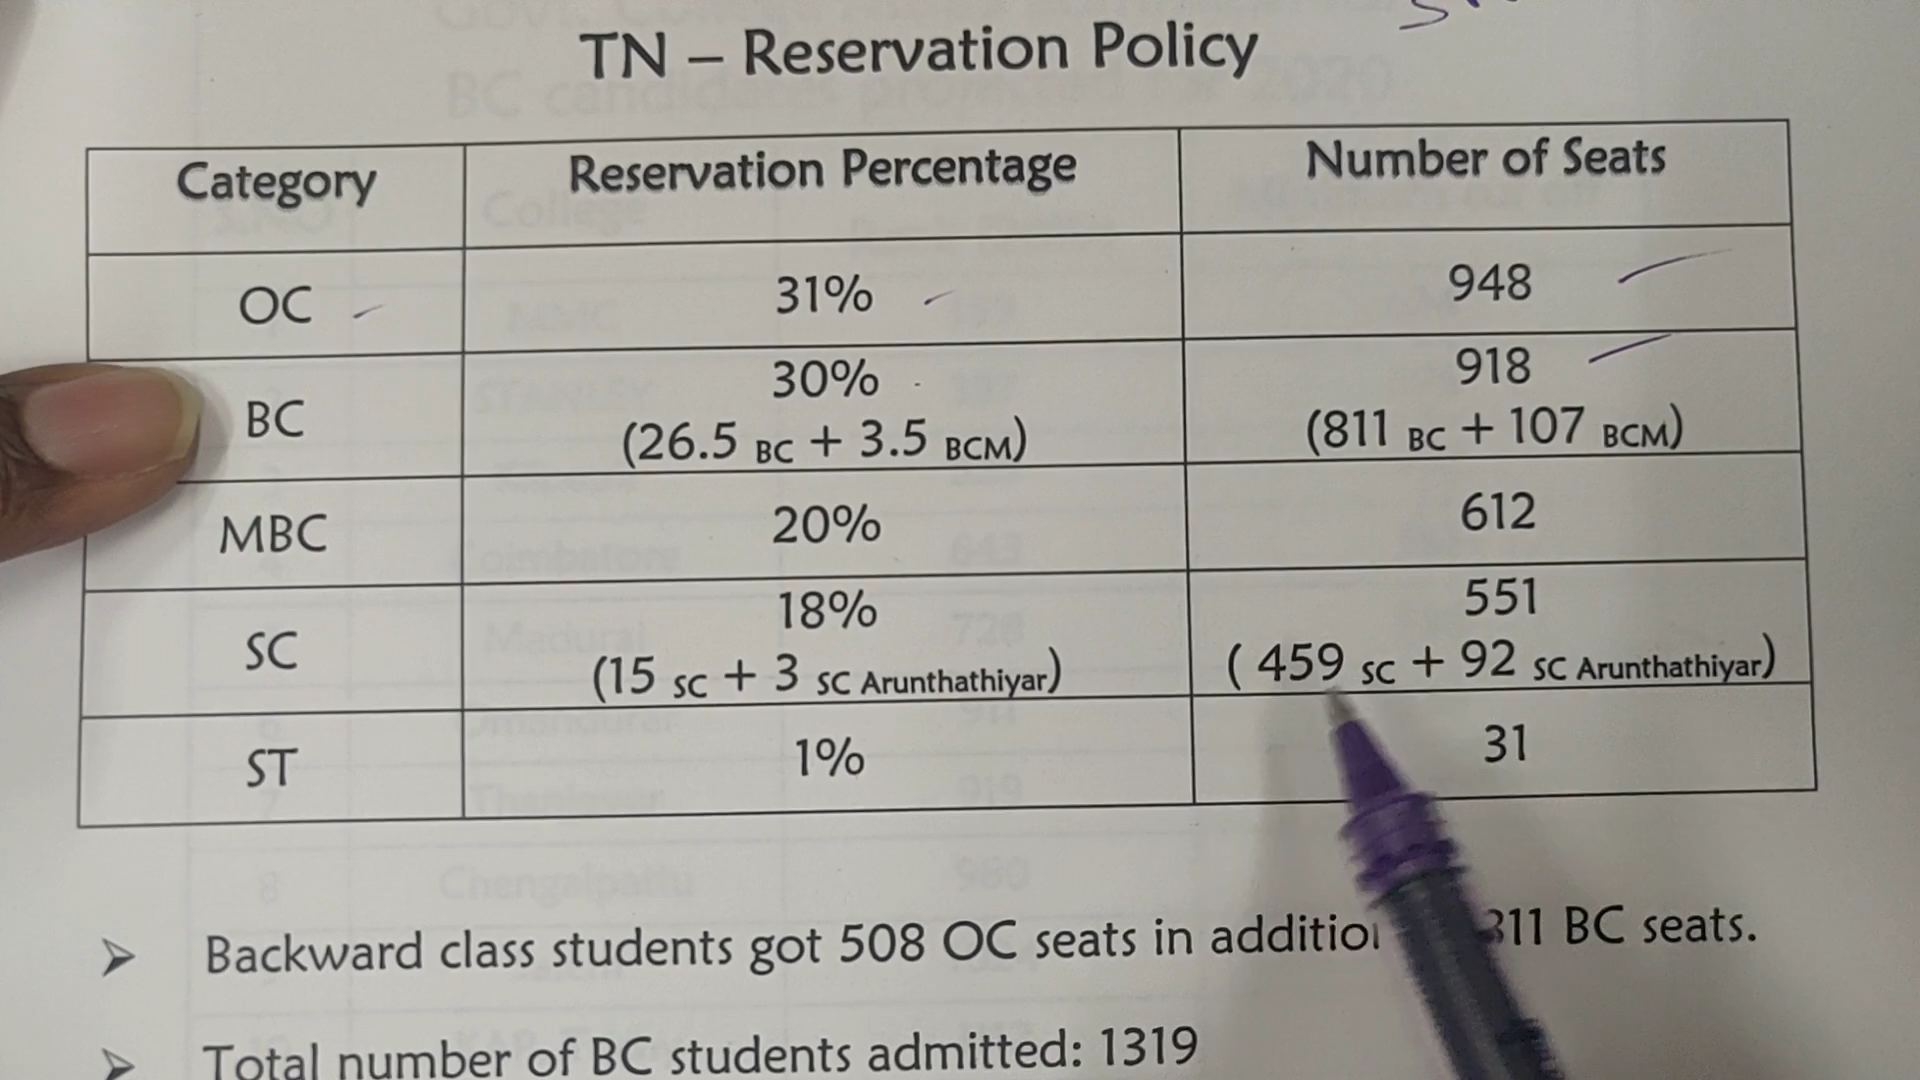 TN – Reservation Policy
Category Reservation Percentage Number of Seats
OC 31% 948
BC 30% 918
(26.5 BC + 3.5 BCM) (811 BC + 107 BCM)
MBC 20% 612
SC 18% 551
(15 SC + 3 SC Arunthathiyar) ( 459 SC + 92 SC Arunthathiyar)
ST 1% 31
➤ Backward class students got 508 OC seats in 811 BC seats.
➤ Total number of BC students admitted: 1319